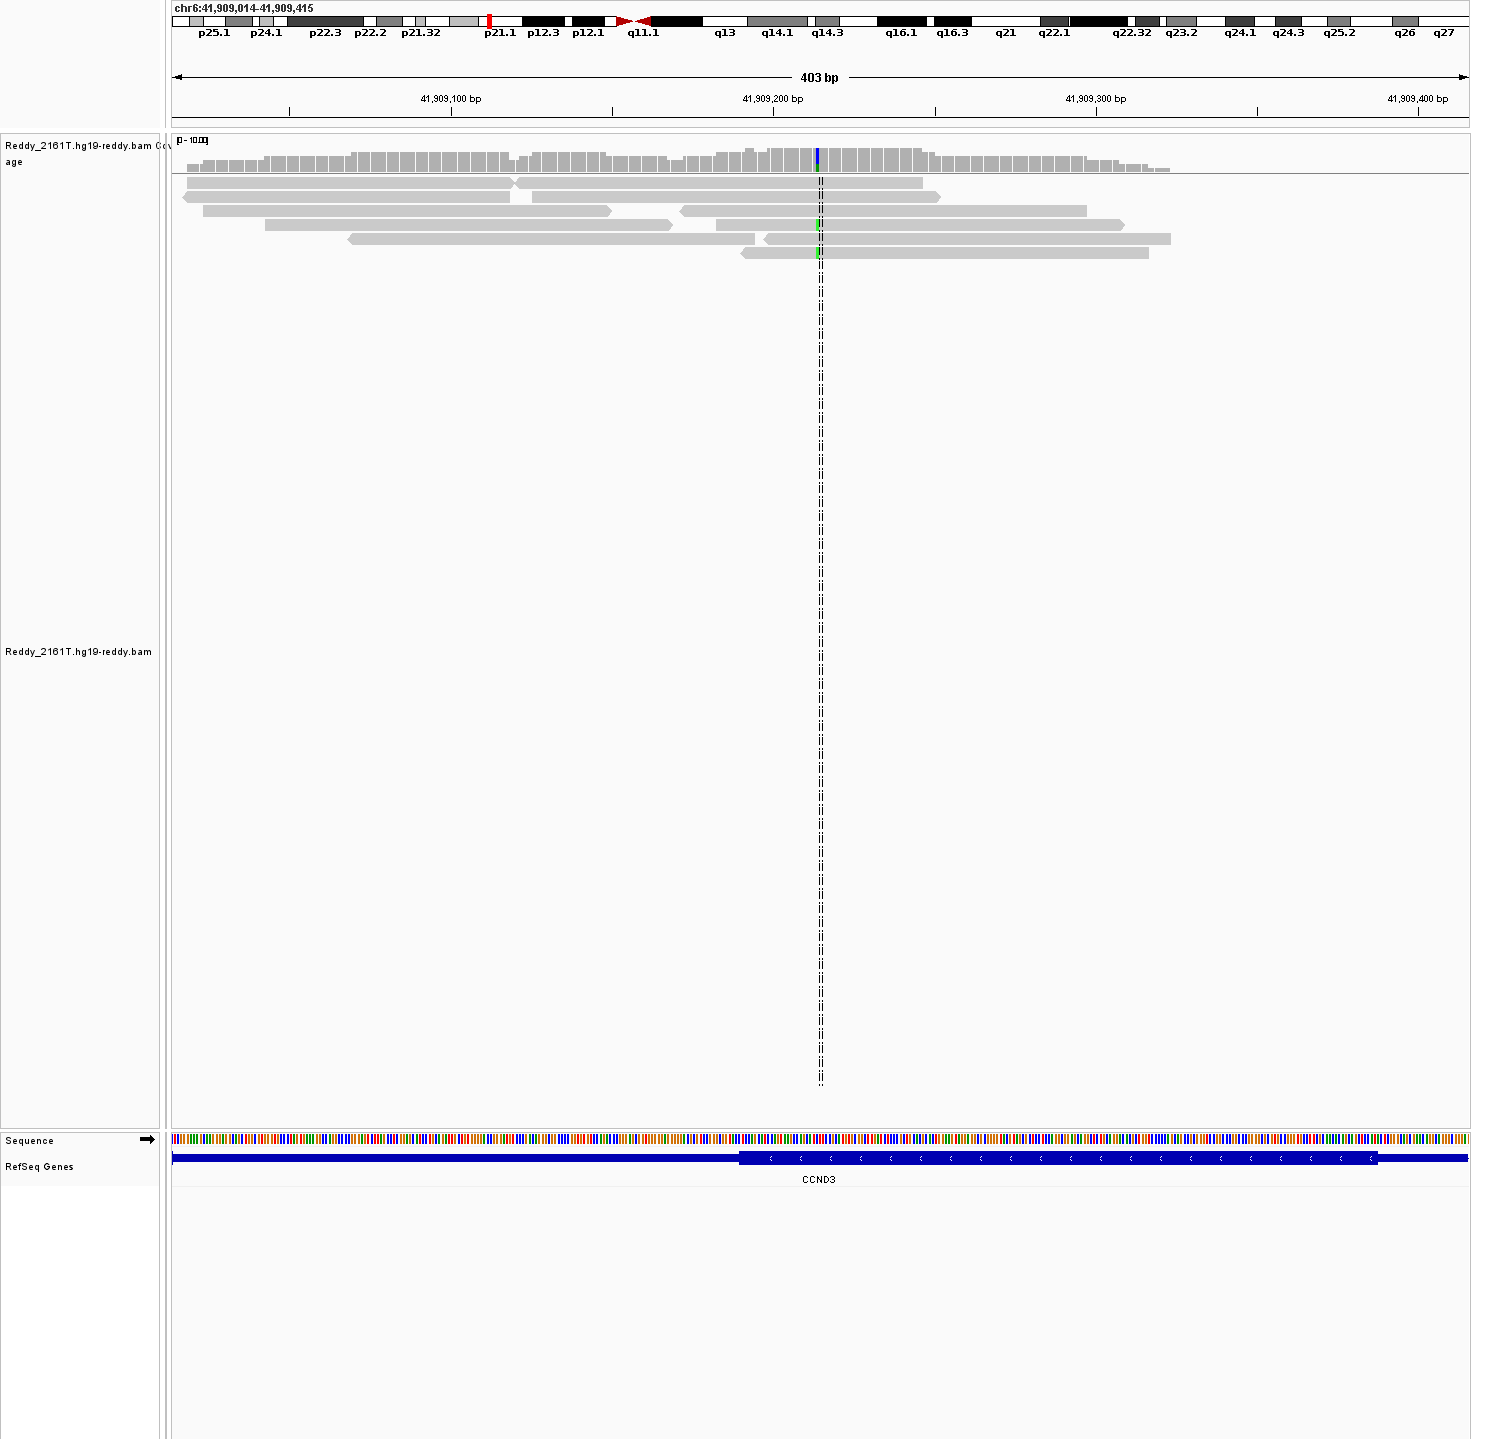 chr6:41,909,014-41,909,415
p25.1 p24.1 p22.3 p22.2 p21.32 p21.1 p12.3 p12.1 q11.1 q13 q14.1 q14.3 q16.1 q16.3 q21 q22.1 q22.32 q23.2 q24.1 q24.3 q25.2 q26 q27
403 bp
41,909,100 bp 41,909,200 bp 41,909,300 bp 41,909,400 bp
Reddy_2161T.hg19-reddy.bam Cov
age
[0 - 10.00]
Reddy_2161T.hg19-reddy.bam
Sequence
RefSeq Genes
CCND3